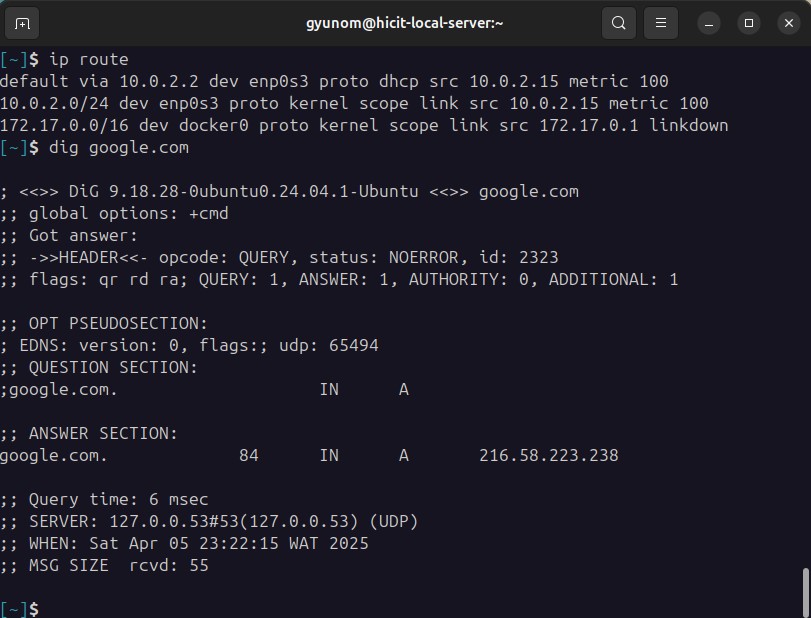 gyunom@hicit-local-server:~
[~]$ ip route
default via 10.0.2.2 dev enp0s3 proto dhcp src 10.0.2.15 metric 100
10.0.2.0/24 dev enp0s3 proto kernel scope link src 10.0.2.15 metric 100
172.17.0.0/16 dev docker0 proto kernel scope link src 172.17.0.1 linkdown
[~]$ dig google.com
; <<>> DiG 9.18.28-0ubuntu0.24.04.1-Ubuntu <<>> google.com
;; global options: +cmd
;; Got answer:
;; ->>HEADER<<- opcode: QUERY, status: NOERROR, id: 2323
;; flags: qr rd ra; QUERY: 1, ANSWER: 1, AUTHORITY: 0, ADDITIONAL: 1
;; OPT PSEUDOSECTION:
; EDNS: version: 0, flags:; udp: 65494
;; QUESTION SECTION:
;google.com. IN A
;; ANSWER SECTION:
google.com. 84 IN A 216.58.223.238
;; Query time: 6 msec
;; SERVER: 127.0.0.53#53(127.0.0.53) (UDP)
;; WHEN: Sat Apr 05 23:22:15 WAT 2025
;; MSG SIZE  rcvd: 55
[~]$